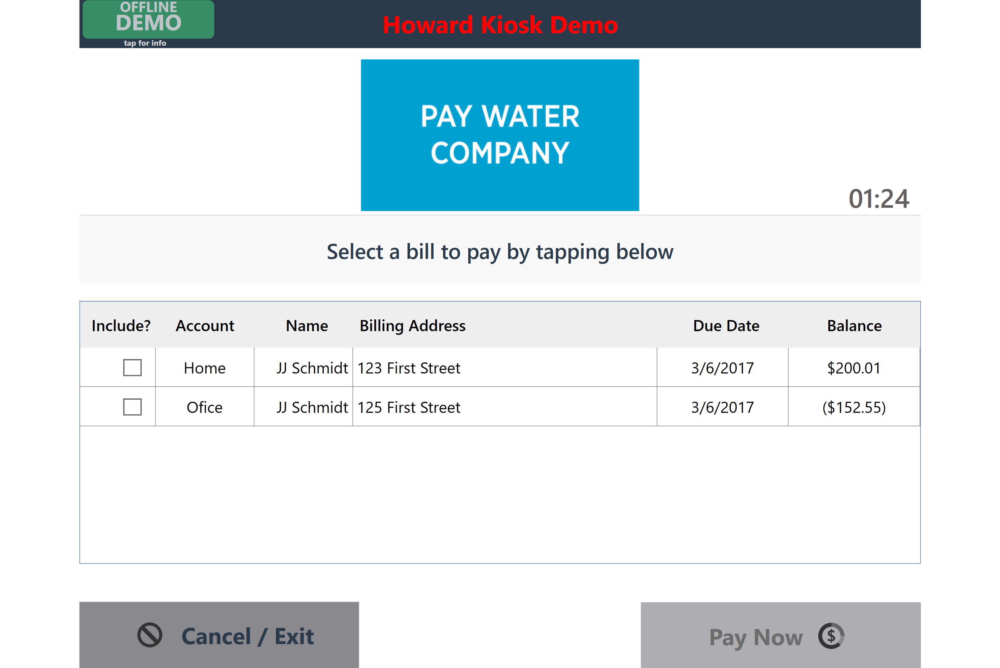 OFFLINE
DEMO
tap for info
Howard Kiosk Demo
PAY WATER
COMPANY
01:24
Select a bill to pay by tapping below
Include? Account Name Billing Address Due Date Balance
Home JJ Schmidt 123 First Street 3/6/2017 $200.01
Ofice JJ Schmidt 125 First Street 3/6/2017 ($152.55)
Cancel / Exit
Pay Now $